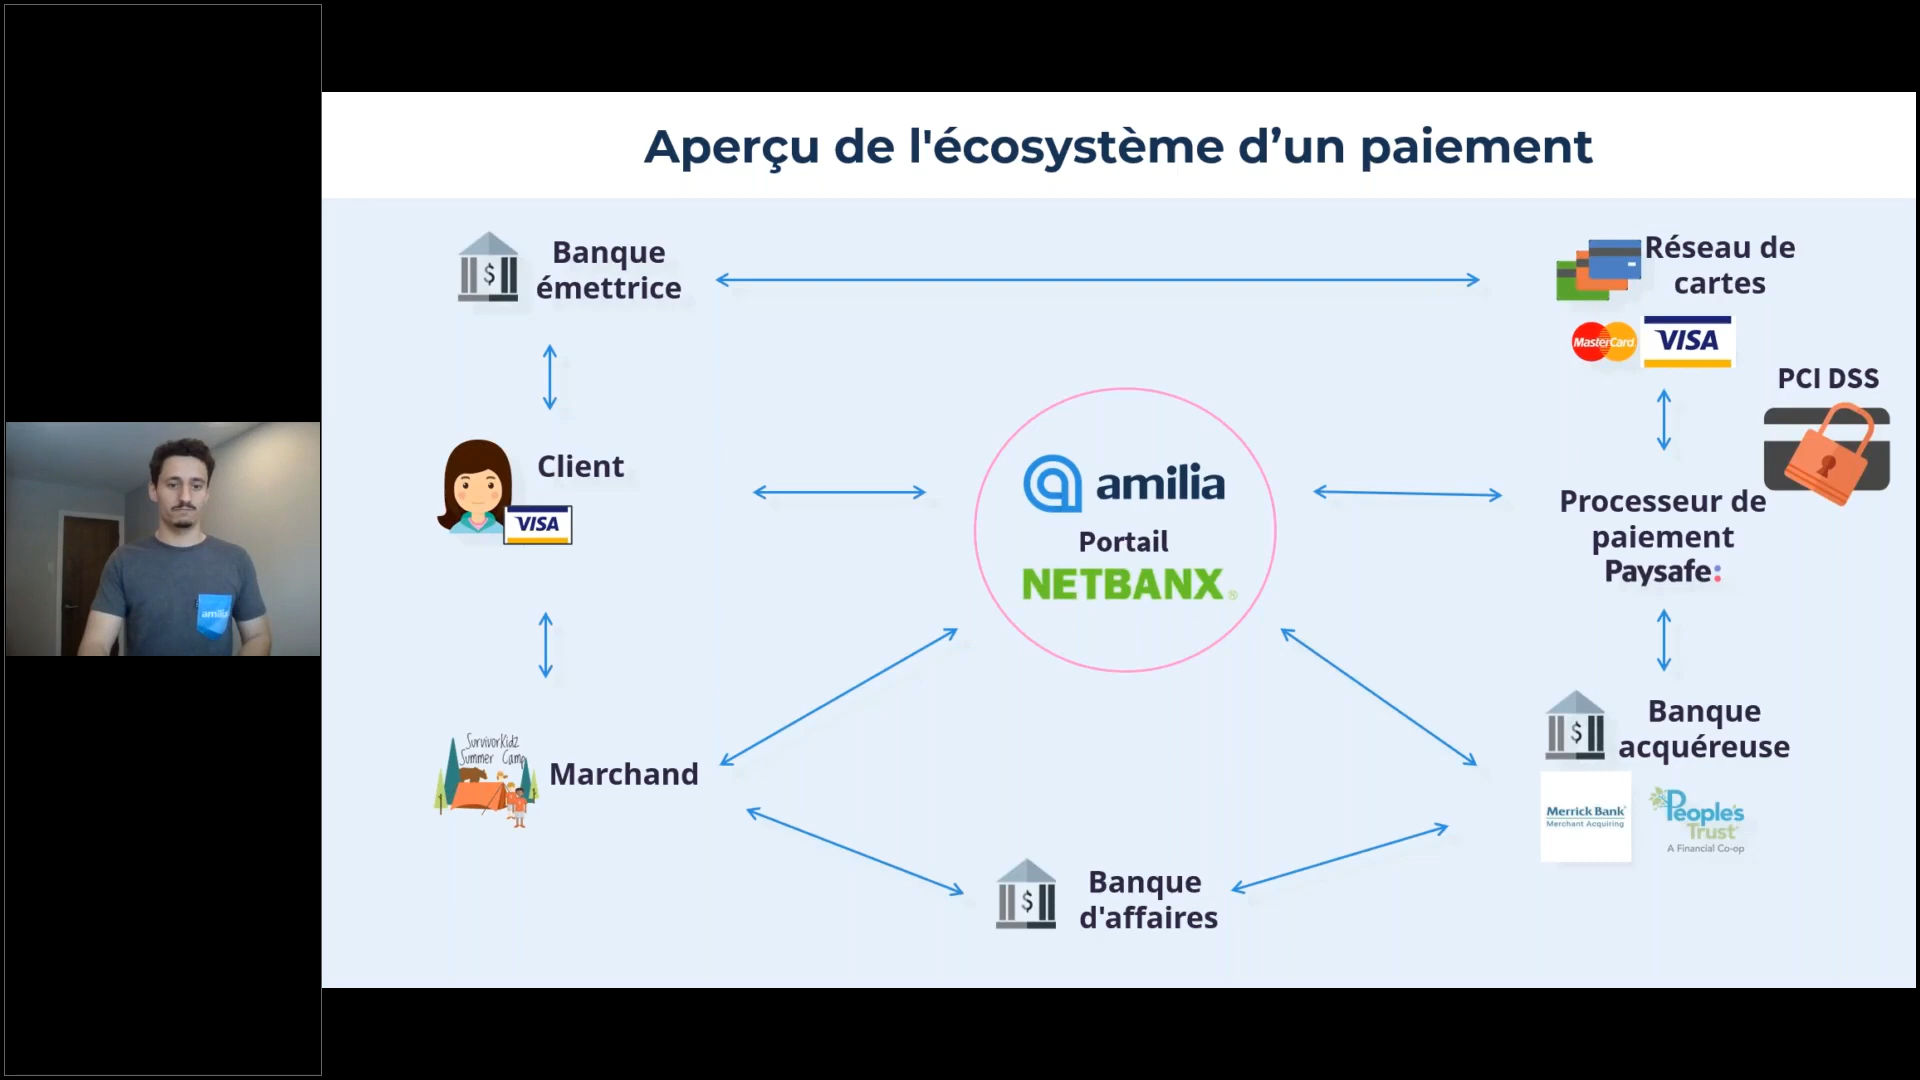 Aperçu de l'écosystème d’un paiement
Banque
émettrice
Réseau de
cartes
MasterCard
VISA
PCI DSS
Client
VISA
amilia
Portail
NETBANX®
Processeur de
paiement
Paysafe:
amilia
SurvivorKidz
Summer Camp
Marchand
Banque
acquéreuse
Merrick Bank
Merchant Acquiring
People's
Trust
A Financial Co-op
Banque
d'affaires